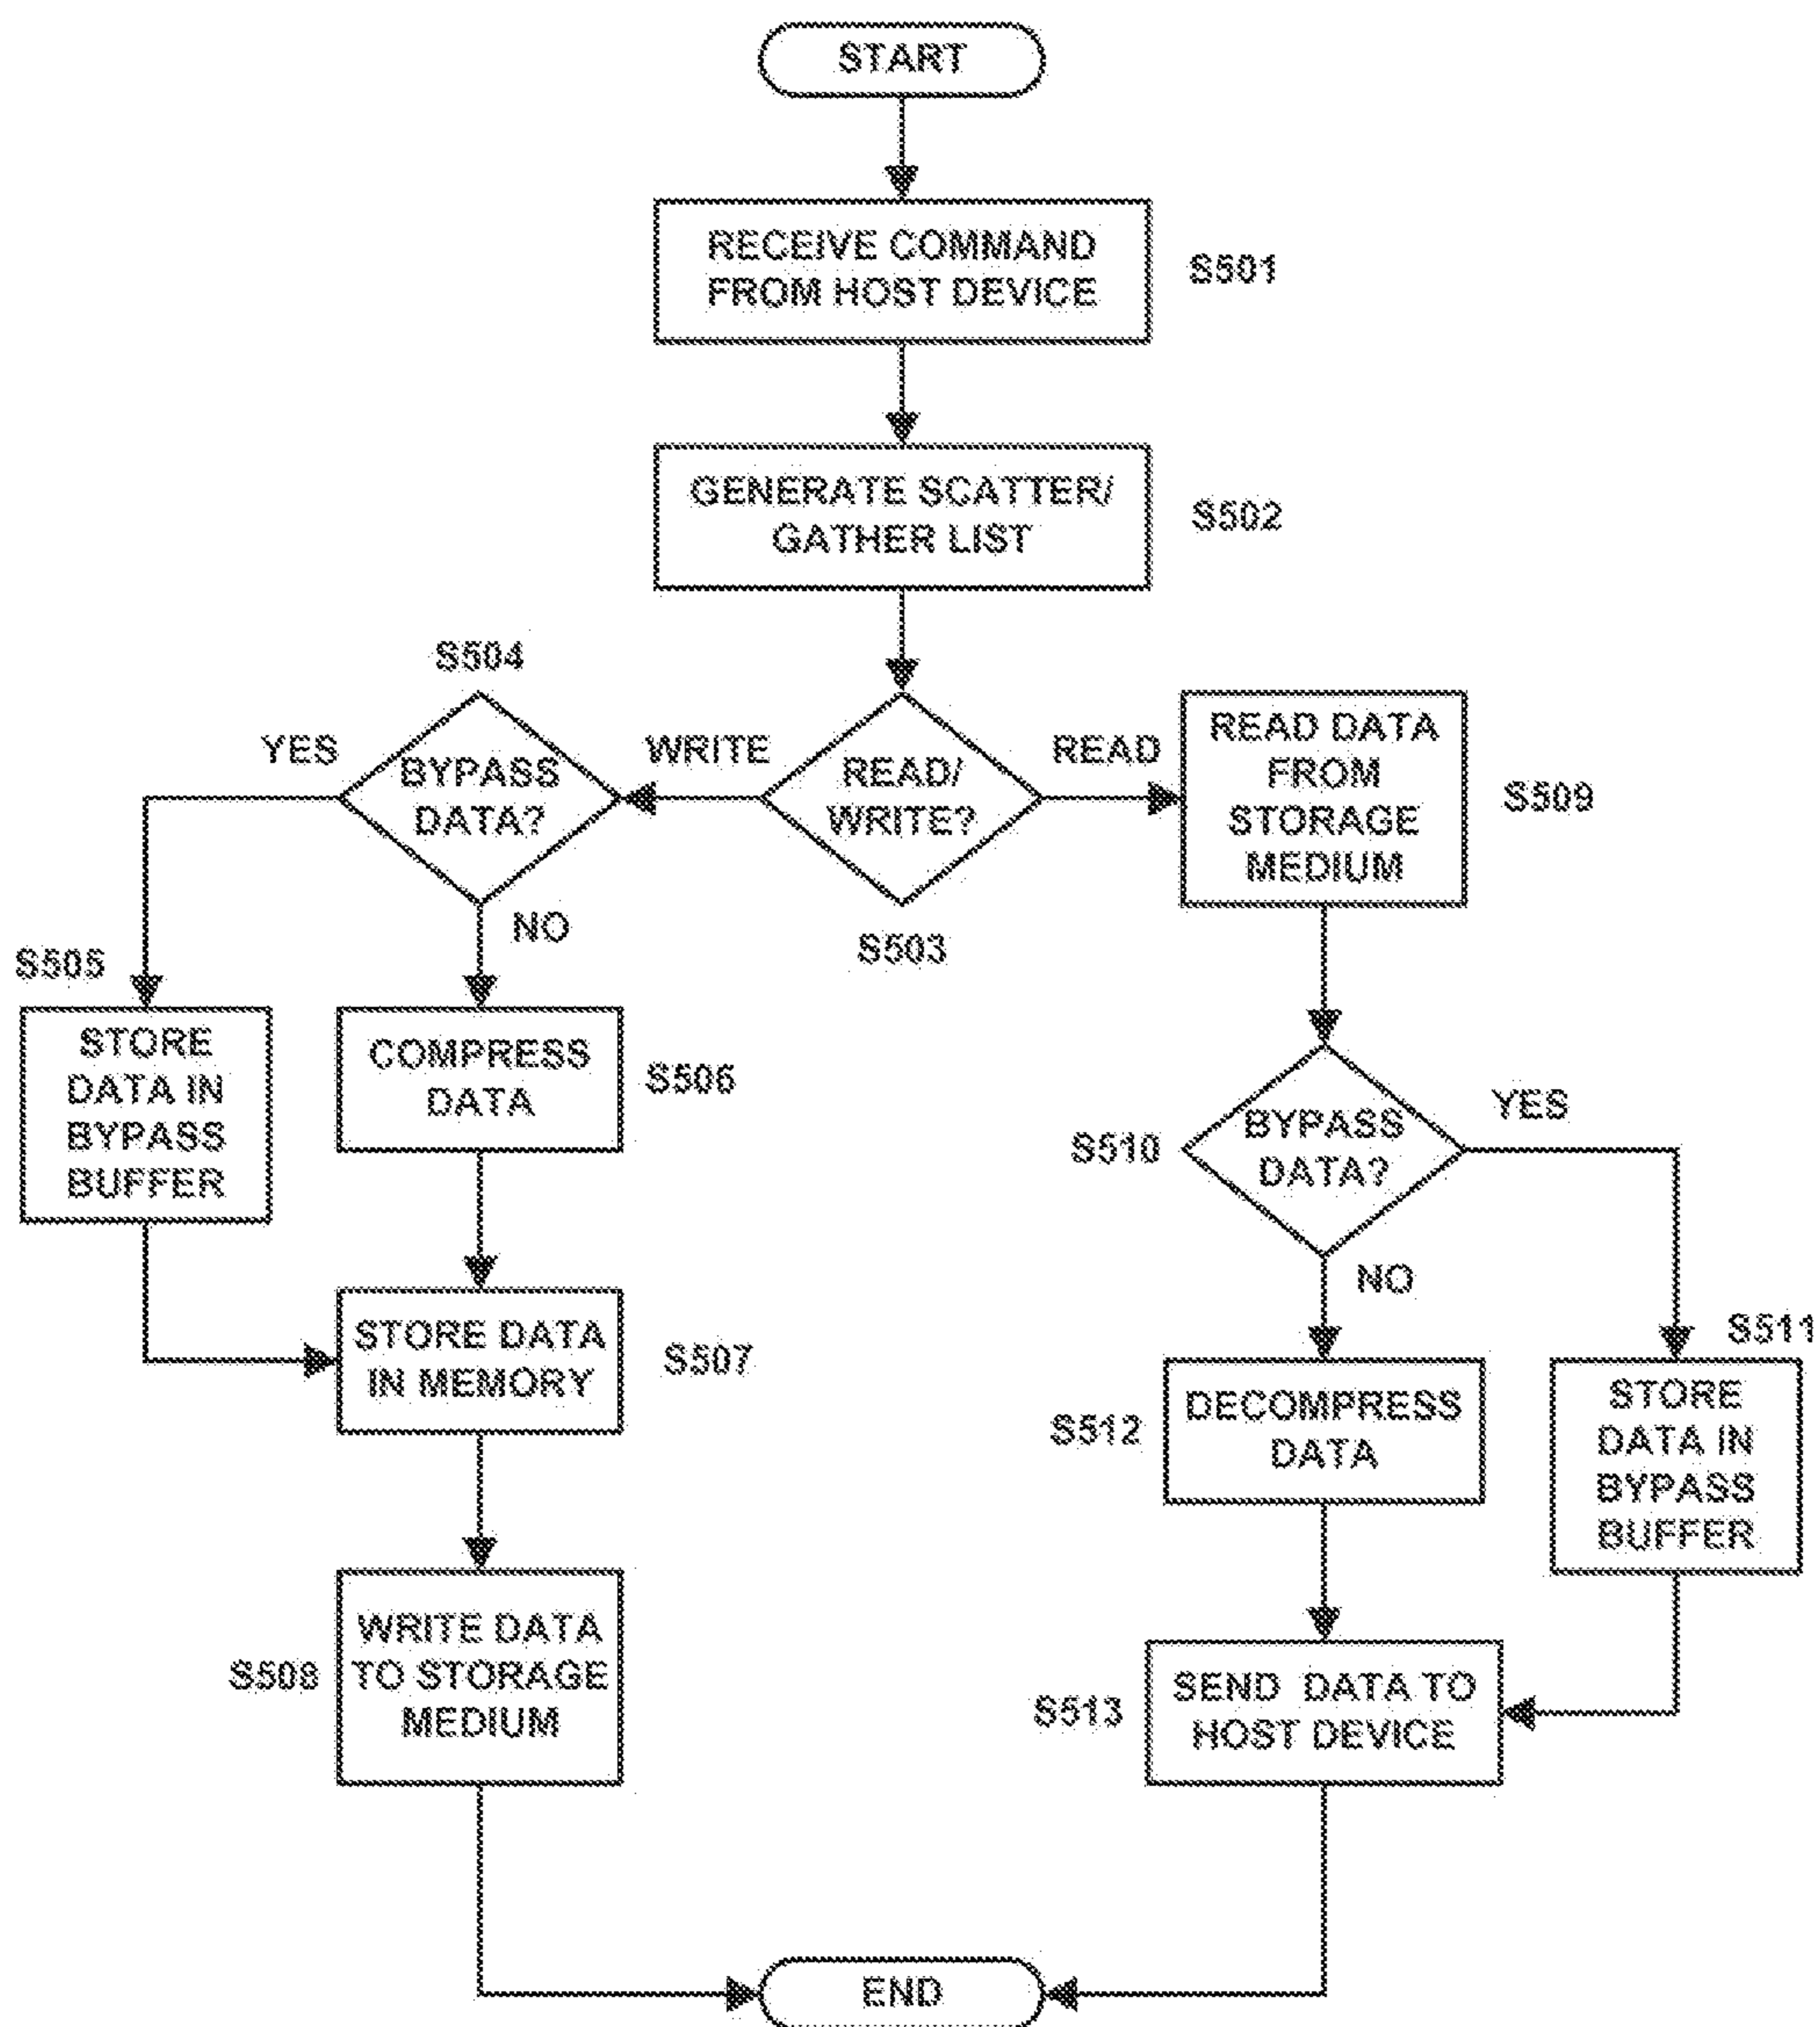 START
RECEIVE COMMAND
FROM HOST DEVICE
S501
GENERATE SCATTER/
GATHER LIST
S502
S504
YES
BYPASS
DATA?
WRITE
READ/
WRITE?
READ
S503
READ DATA
FROM
STORAGE
MEDIUM
S509
NO
S505
STORE
DATA IN
BYPASS
BUFFER
COMPRESS
DATA
S506
S510
BYPASS
DATA?
YES
NO
STORE DATA
IN MEMORY
S507
S511
S512
DECOMPRESS
DATA
STORE
DATA IN
BYPASS
BUFFER
S508
WRITE DATA
TO STORAGE
MEDIUM
S513
SEND DATA TO
HOST DEVICE
END